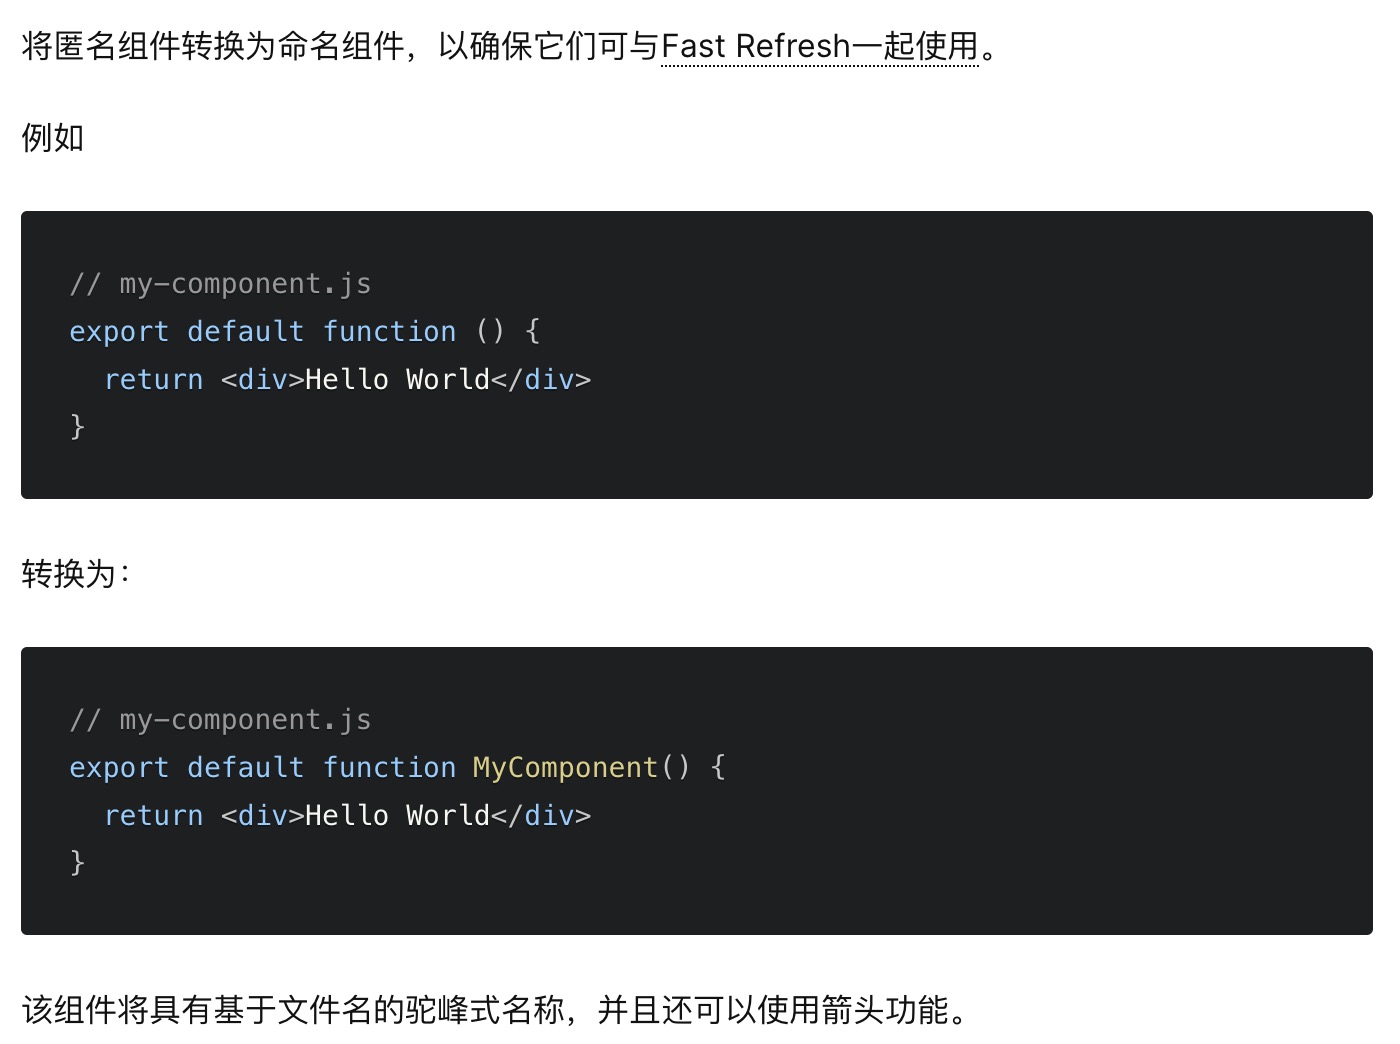 将匿名组件转换为命名组件，以确保它们可与Fast Refresh一起使用。
例如
// my-component.js
export default function () {
  return <div>Hello World</div>
}
转换为：
// my-component.js
export default function MyComponent() {
  return <div>Hello World</div>
}
该组件将具有基于文件名的驼峰式名称，并且还可以使用箭头功能。